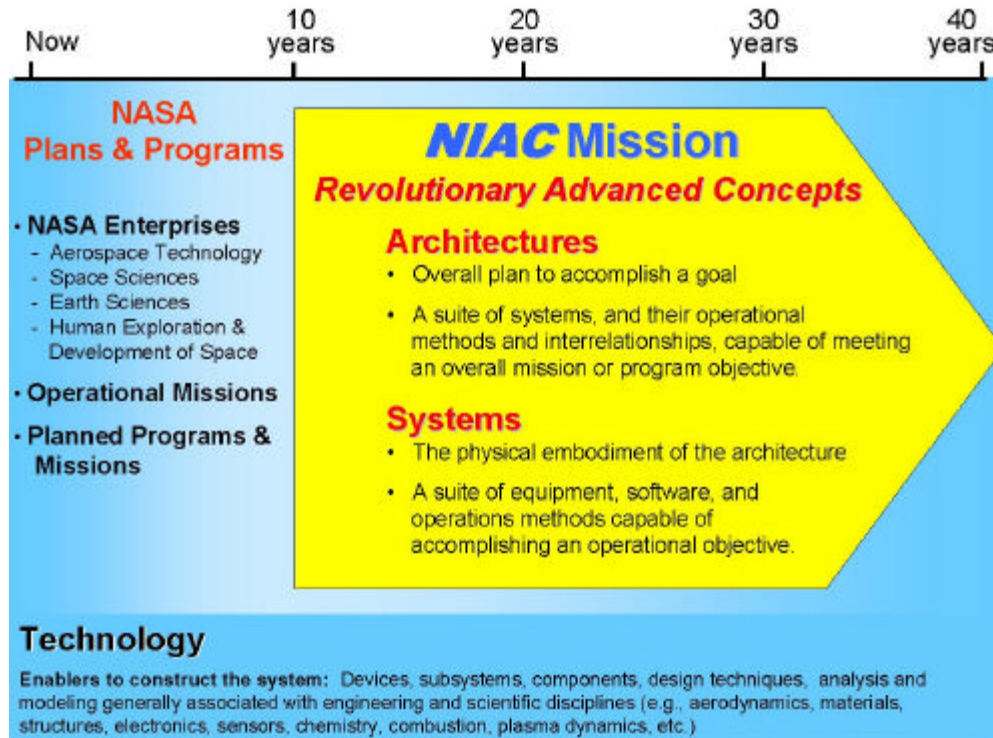 Now
10
years
20
years
30
years
40
years
NASA
Plans & Programs
• NASA Enterprises
- Aerospace Technology
- Space Sciences
- Earth Sciences
- Human Exploration &
Development of Space
• Operational Missions
• Planned Programs &
Missions
NIAC Mission
Revolutionary Advanced Concepts
Architectures
• Overall plan to accomplish a goal
• A suite of systems, and their operational
methods and interrelationships, capable of meeting
an overall mission or program objective.
Systems
• The physical embodiment of the architecture
• A suite of equipment, software, and
operations methods capable of
accomplishing an operational objective.
Technology
Enablers to construct the system: Devices, subsystems, components, design techniques, analysis and
modeling generally associated with engineering and scientific disciplines (e.g., aerodynamics, materials,
structures, electronics, sensors, chemistry, combustion, plasma dynamics, etc.)